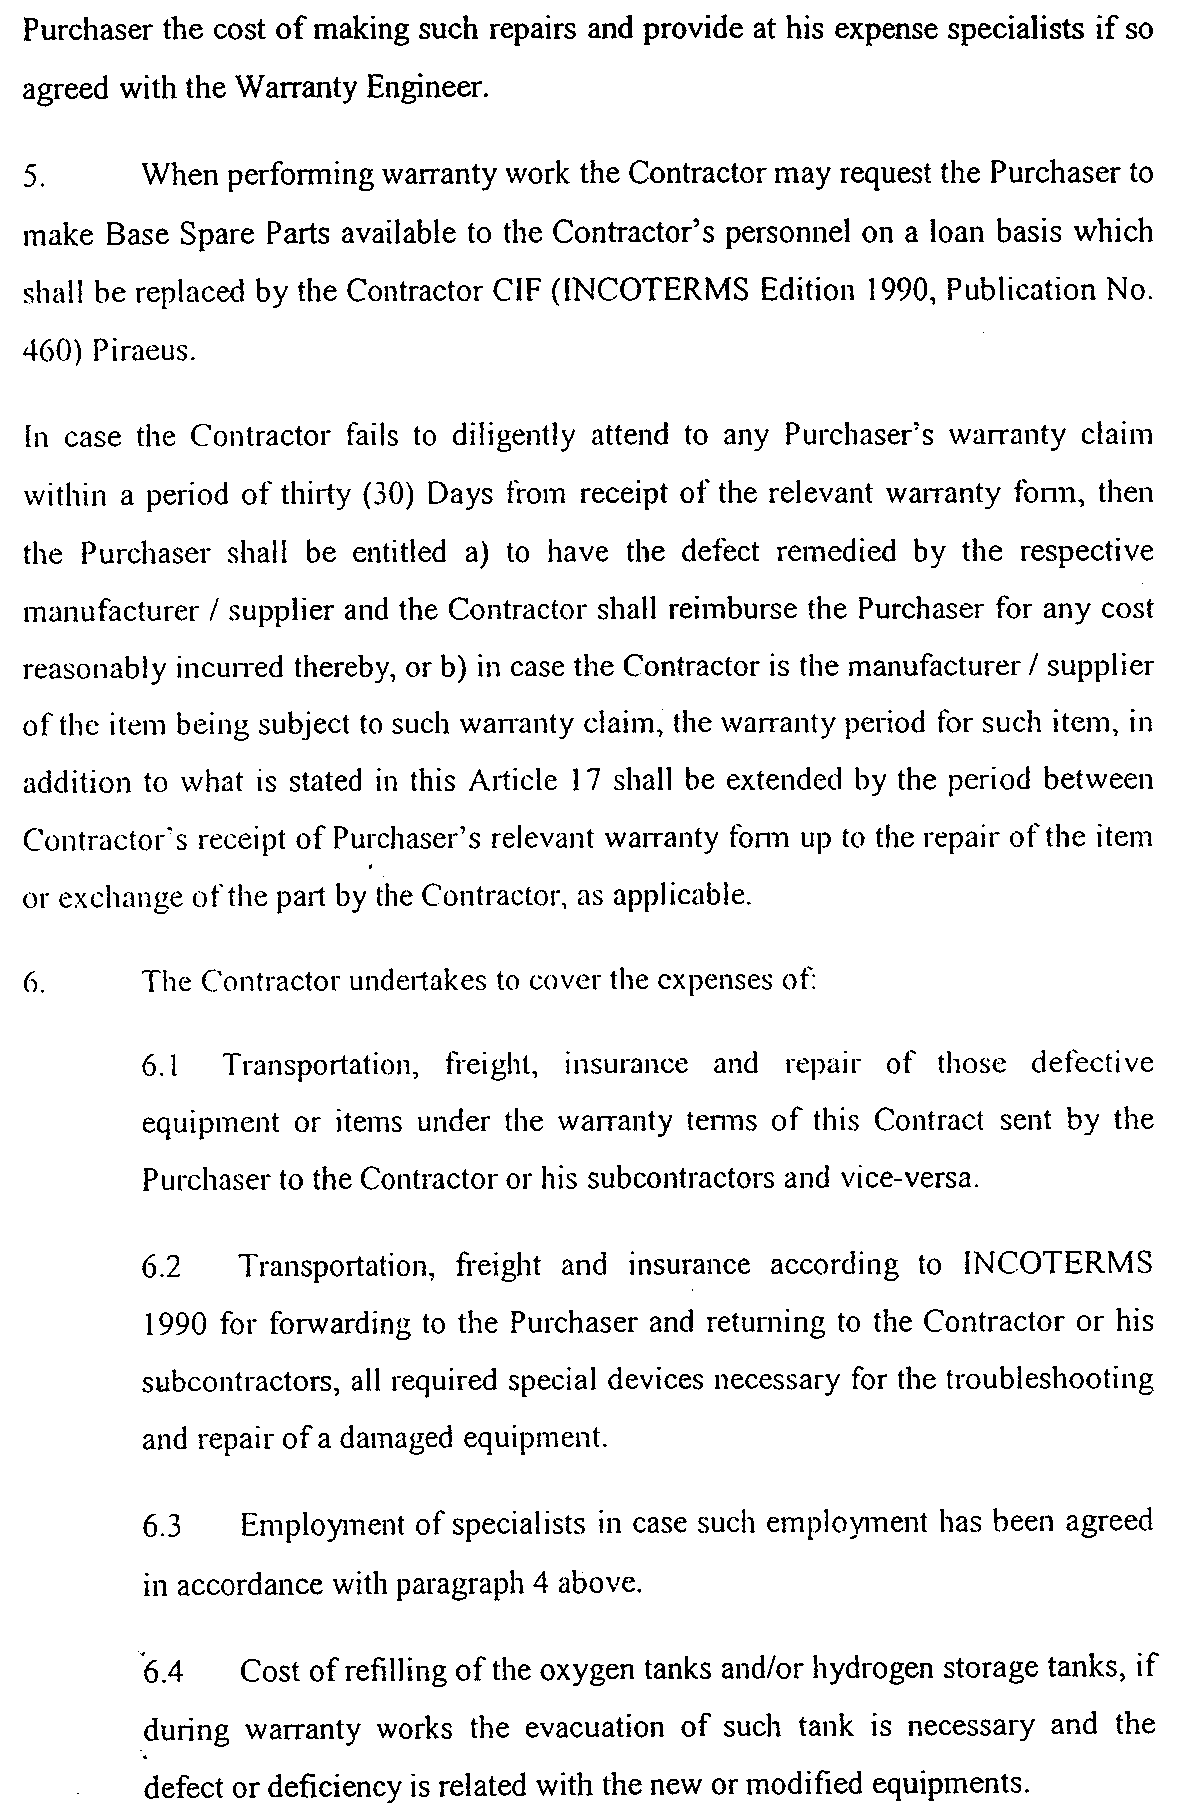 Purchaser the cost of making such repairs and provide at his expense specialists if so
agreed with the Warranty Engineer.
5. When performing warranty work the Contractor may request the Purchaser to
make Base Spare Parts available to the Contractor's personnel on a loan basis which
shall be replaced by the Contractor CIF (INCOTERMS Edition 1990, Publication No.
460) Piraeus.
In case the Contractor fails to diligently attend to any Purchaser's warranty claim
within a period of thirty (30) Days from receipt of the relevant warranty form, then
the Purchaser shall be entitled a) to have the defect remedied by the respective
manufacturer / supplier and the Contractor shall reimburse the Purchaser for any cost
reasonably incurred thereby, or b) in case the Contractor is the manufacturer / supplier
of the item being subject to such warranty claim, the warranty period for such item, in
addition to what is stated in this Article 17 shall be extended by the period between
Contractor's receipt of Purchaser's relevant warranty form up to the repair of the item
or exchange of the part by the Contractor, as applicable.
6. The Contractor undertakes to cover the expenses of:
6.1 Transportation, freight, insurance and repair of those defective
equipment or items under the warranty terms of this Contract sent by the
Purchaser to the Contractor or his subcontractors and vice-versa.
6.2 Transportation, freight and insurance according to INCOTERMS
1990 for forwarding to the Purchaser and returning to the Contractor or his
subcontractors, all required special devices necessary for the troubleshooting
and repair of a damaged equipment.
6.3 Employment of specialists in case such employment has been agreed
in accordance with paragraph 4 above.
6.4 Cost of refilling of the oxygen tanks and/or hydrogen storage tanks, if
during warranty works the evacuation of such tank is necessary and the
defect or deficiency is related with the new or modified equipments.